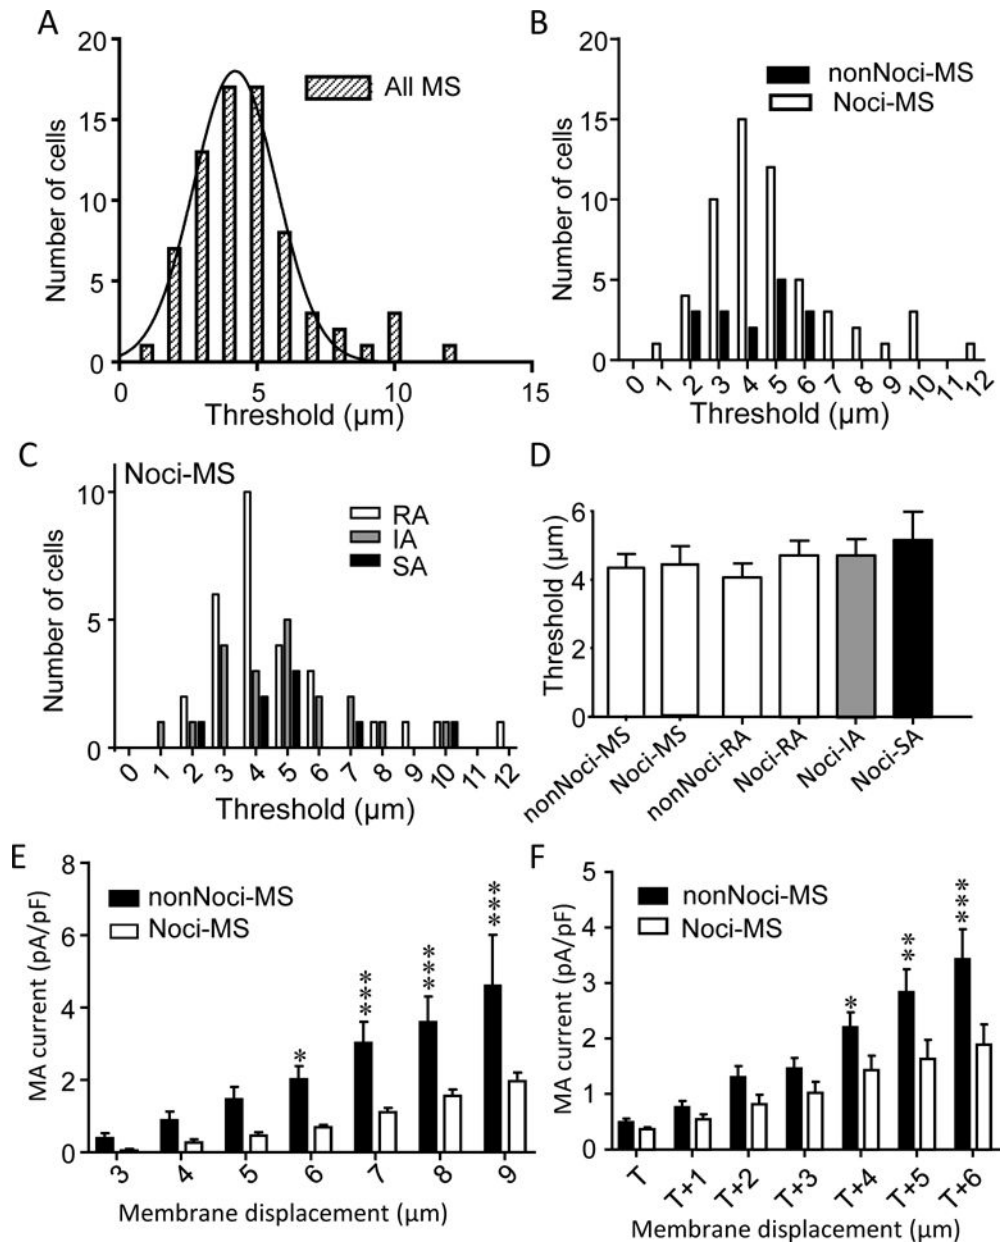 A
20
15
10
5
0
Number of cells
All MS
0 5 10 15
Threshold (µm)
B
20
15
10
5
0
Number of cells
nonNoci-MS
Noci-MS
0 1 2 3 4 5 6 7 8 9 10 11 12
Threshold (µm)
C
Noci-MS
10
5
0
Number of cells
RA
IA
SA
0 1 2 3 4 5 6 7 8 9 10 11 12
Threshold (µm)
D
6
4
2
0
Threshold (µm)
nonNoci-MS
Noci-MS
nonNoci-RA
Noci-RA
Noci-IA
Noci-SA
E
8
6
4
2
0
MA current (pA/pF)
nonNoci-MS
Noci-MS
*
***
***
***
3 4 5 6 7 8 9
Membrane displacement (µm)
F
5
4
3
2
1
0
MA current (pA/pF)
nonNoci-MS
Noci-MS
*
**
***
T T+1 T+2 T+3 T+4 T+5 T+6
Membrane displacement (µm)